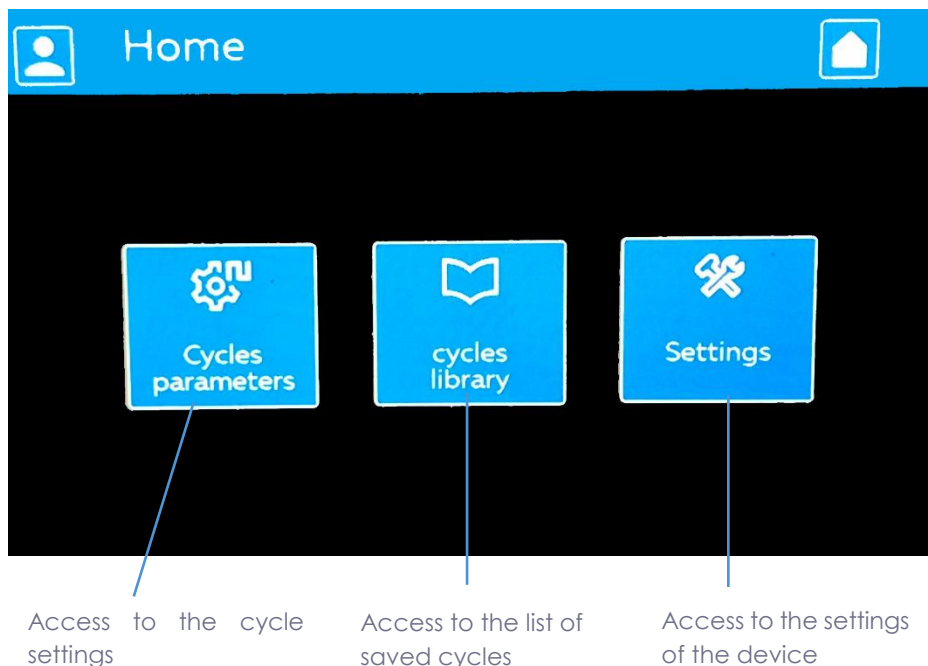 Home
Cycles
parameters
cycles
library
Settings
Access to the cycle
settings
Access to the list of
saved cycles
Access to the settings
of the device